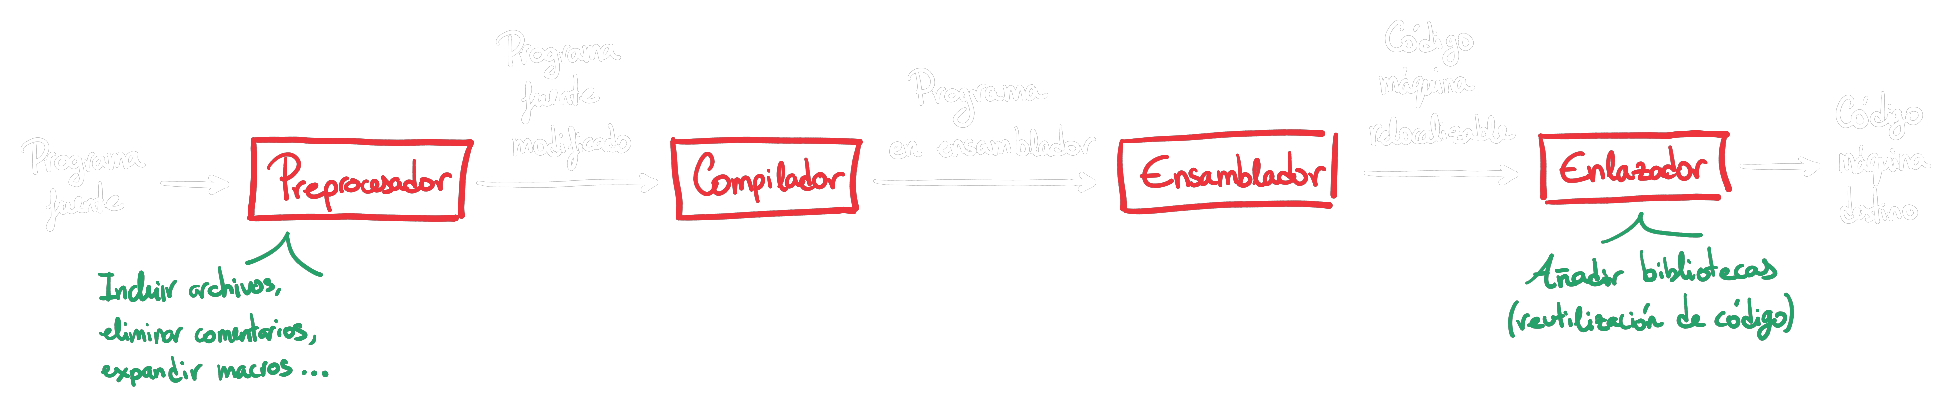 Programa
fuente
Preprocesador
Incluir archivos,
eliminar comentarios,
expandir macros...
Programa
fuente
modificado
Compilador
Programa
en ensamblador
Ensamblador
Código
máquina
relocalizable
Enlazador
Añadir bibliotecas
(reutilización de código)
Código
máquina
destino